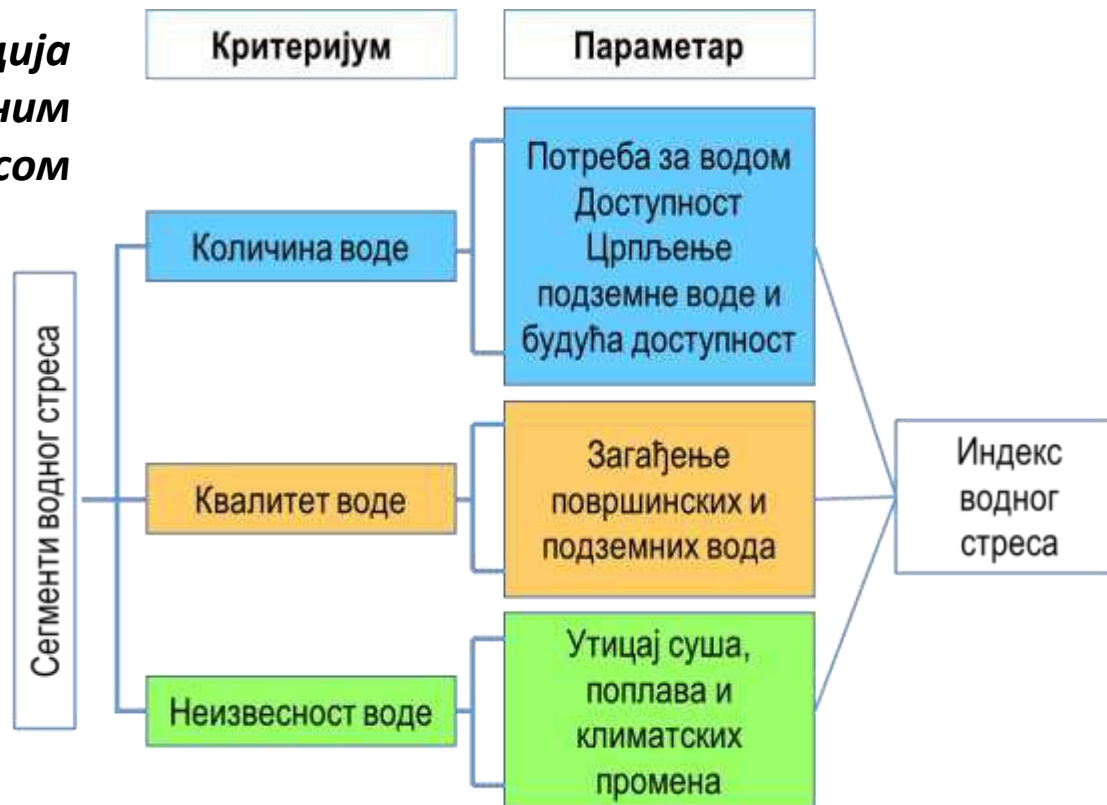 Критеријум
Параметар
Сегменти водног стреса
Количина воде
Потреба за водом
Доступност
Црпљење
подземне воде и
будућа доступност
Квалитет воде
Загађење
површинских и
подземних вода
Неизвесност воде
Утицај суша,
поплава и
климатских
промена
Индекс
водног
стреса